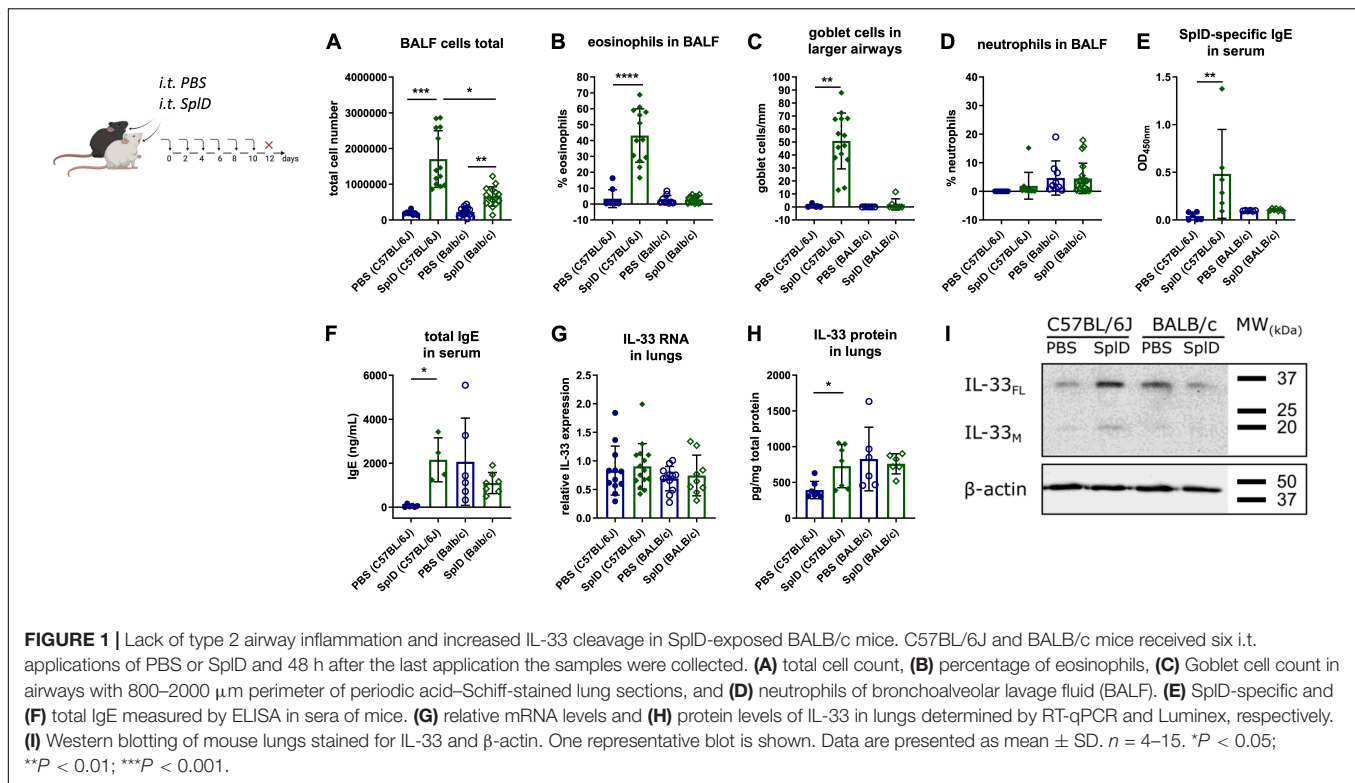 i.t. PBS
i.t. SplD
0 2 4 6 8 10 12 days
A
BALF cells total
total cell number
4000000
3000000
2000000
1000000
0
***
*
**
PBS (C57BL/6J)
SplD (C57BL/6J)
PBS (Balb/c)
SplD (Balb/c)
B
eosinophils in BALF
% eosinophils
80
60
40
20
0
-20
****
PBS (C57BL/6J)
SplD (C57BL/6J)
PBS (Balb/c)
SplD (Balb/c)
C
goblet cells in
larger airways
goblet cells/mm
100
90
80
70
60
50
40
30
20
10
0
-10
**
PBS (C57BL/6J)
SplD (C57BL/6J)
PBS (BALB/c)
SplD (BALB/c)
D
neutrophils in BALF
% neutrophils
40
30
20
10
0
-10
PBS (C57BL/6J)
SplD (C57BL/6J)
PBS (Balb/c)
SplD (Balb/c)
E
SplD-specific IgE
in serum
OD450nm
1.5
1.0
0.5
0.0
**
PBS (C57BL/6J)
SplD (C57BL/6J)
PBS (BALB/c)
SplD (BALB/c)
F
total IgE
in serum
IgE (ng/mL)
6000
4000
2000
0
*
PBS (C57BL/6J)
SplD (C57BL/6J)
PBS (Balb/c)
SplD (Balb/c)
G
IL-33 RNA
in lungs
relative IL-33 expression
2.5
2.0
1.5
1.0
0.5
0.0
PBS (C57BL/6J)
SplD (C57BL/6J)
PBS (BALB/c)
SplD (BALB/c)
H
IL-33 protein
in lungs
pg/mg total protein
2000
1500
1000
500
0
*
PBS (C57BL/6J)
SplD (C57BL/6J)
PBS (BALB/c)
SplD (BALB/c)
I
C57BL/6J BALB/c MW(kDa)
PBS SplD PBS SplD
IL-33FL
37
25
20
IL-33M
β-actin
50
37
FIGURE 1 | Lack of type 2 airway inflammation and increased IL-33 cleavage in SplD-exposed BALB/c mice. C57BL/6J and BALB/c mice received six i.t.
applications of PBS or SplD and 48 h after the last application the samples were collected. (A) total cell count, (B) percentage of eosinophils, (C) Goblet cell count in
airways with 800–2000 μm perimeter of periodic acid–Schiff-stained lung sections, and (D) neutrophils of bronchoalveolar lavage fluid (BALF). (E) SplD-specific and
(F) total IgE measured by ELISA in sera of mice. (G) relative mRNA levels and (H) protein levels of IL-33 in lungs determined by RT-qPCR and Luminex, respectively.
(I) Western blotting of mouse lungs stained for IL-33 and β-actin. One representative blot is shown. Data are presented as mean ± SD. n = 4–15. *P < 0.05;
**P < 0.01; ***P < 0.001.